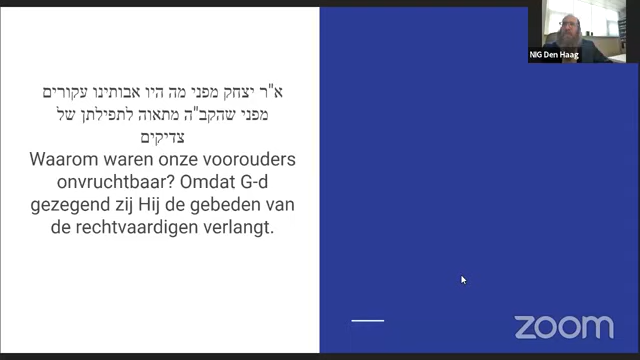 א"ר יצחק מפני מה היו אבותינו עקורים
מפני שהקב"ה מתאוה לתפילתן של
צדיקים
Waarom waren onze voorouders
onvruchtbaar? Omdat G-d
gezegend zij Hij de gebeden van
de rechtvaardigen verlangt.
NIG Den Haag
zoom